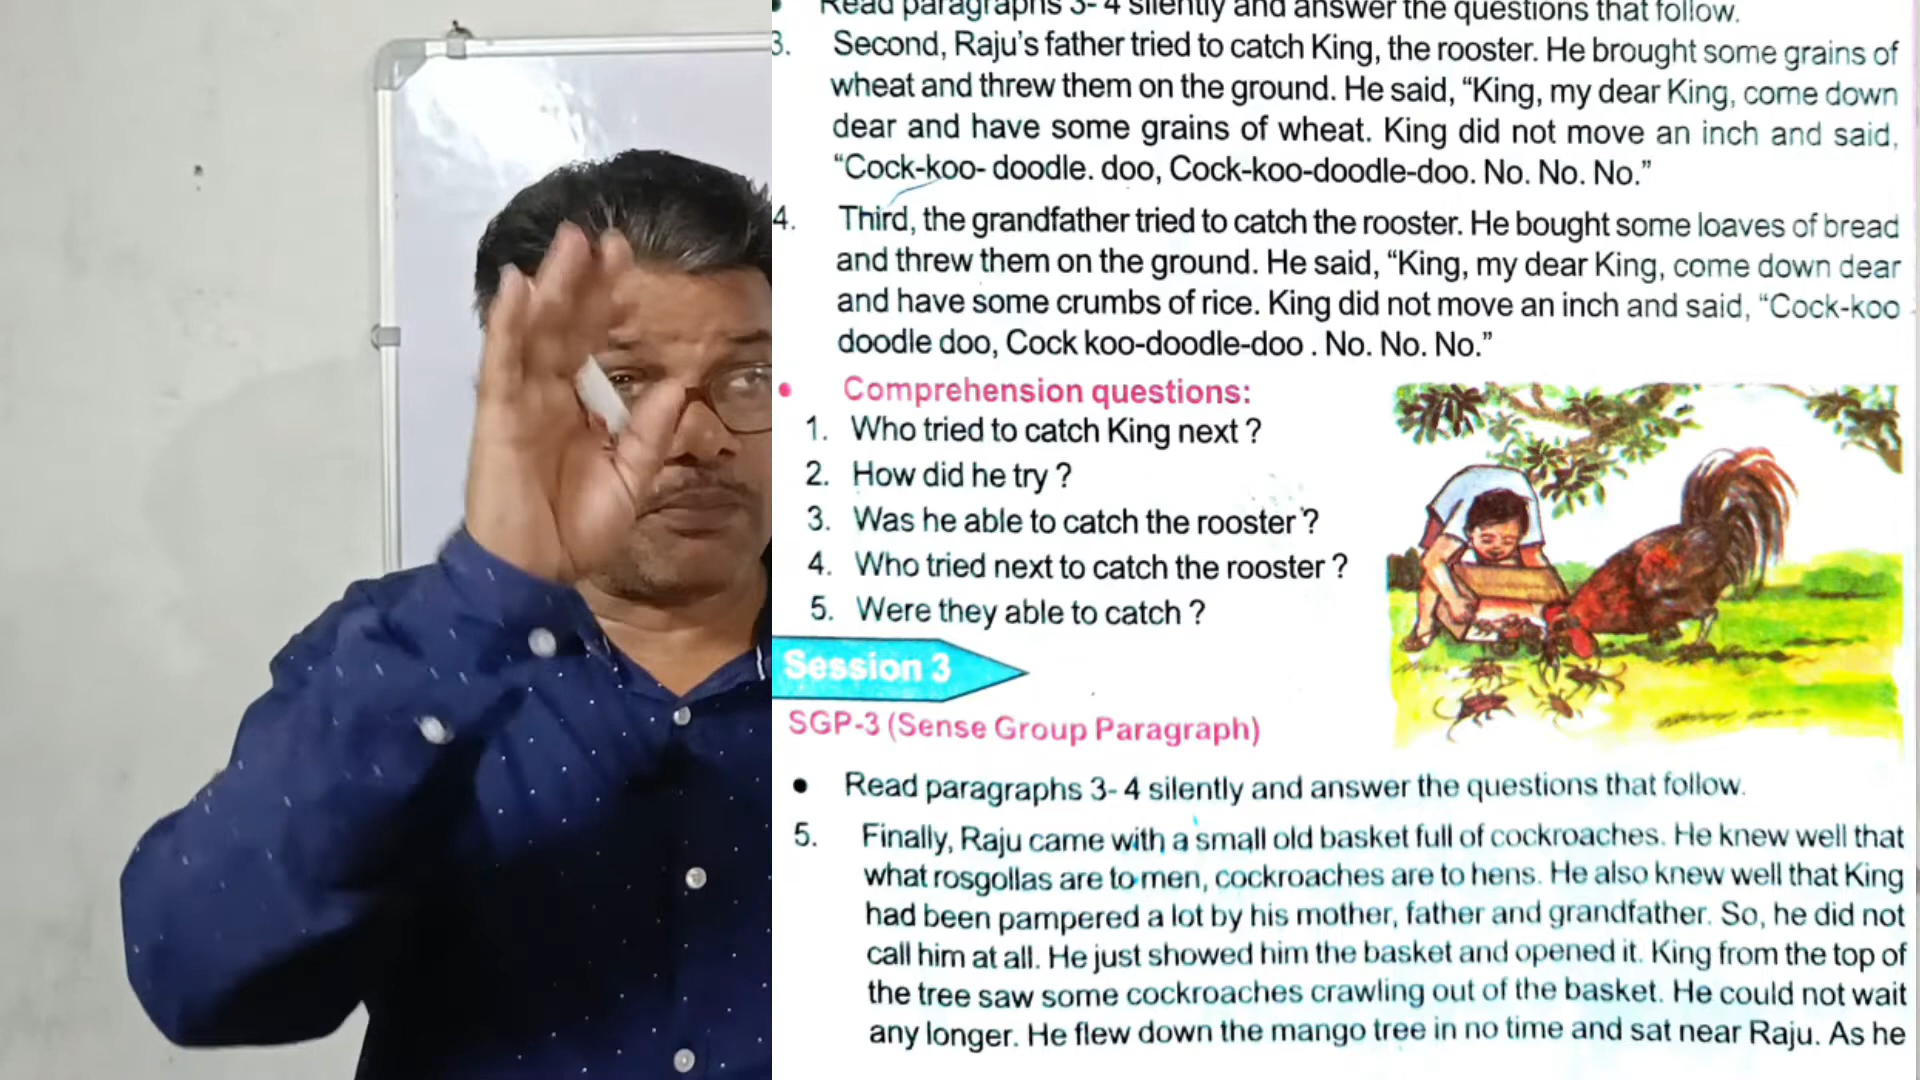 Read paragraphs 3- 4 silently and answer the questions that follow.
3. Second, Raju's father tried to catch King, the rooster. He brought some grains of
wheat and threw them on the ground. He said, “King, my dear King, come down
dear and have some grains of wheat. King did not move an inch and said,
“Cock-koo- doodle. doo, Cock-koo-doodle-doo. No. No. No.”
4. Third, the grandfather tried to catch the rooster. He bought some loaves of bread
and threw them on the ground. He said, “King, my dear King, come down dear
and have some crumbs of rice. King did not move an inch and said, “Cock-koo
doodle doo, Cock koo-doodle-doo . No. No. No.”
• Comprehension questions:
1. Who tried to catch King next ?
2. How did he try ?
3. Was he able to catch the rooster ?
4. Who tried next to catch the rooster ?
5. Were they able to catch ?
Session 3
SGP-3 (Sense Group Paragraph)
• Read paragraphs 3- 4 silently and answer the questions that follow.
5. Finally, Raju came with a small old basket full of cockroaches. He knew well that
what rosgollas are to men, cockroaches are to hens. He also knew well that King
had been pampered a lot by his mother, father and grandfather. So, he did not
call him at all. He just showed him the basket and opened it. King from the top of
the tree saw some cockroaches crawling out of the basket. He could not wait
any longer. He flew down the mango tree in no time and sat near Raju. As he